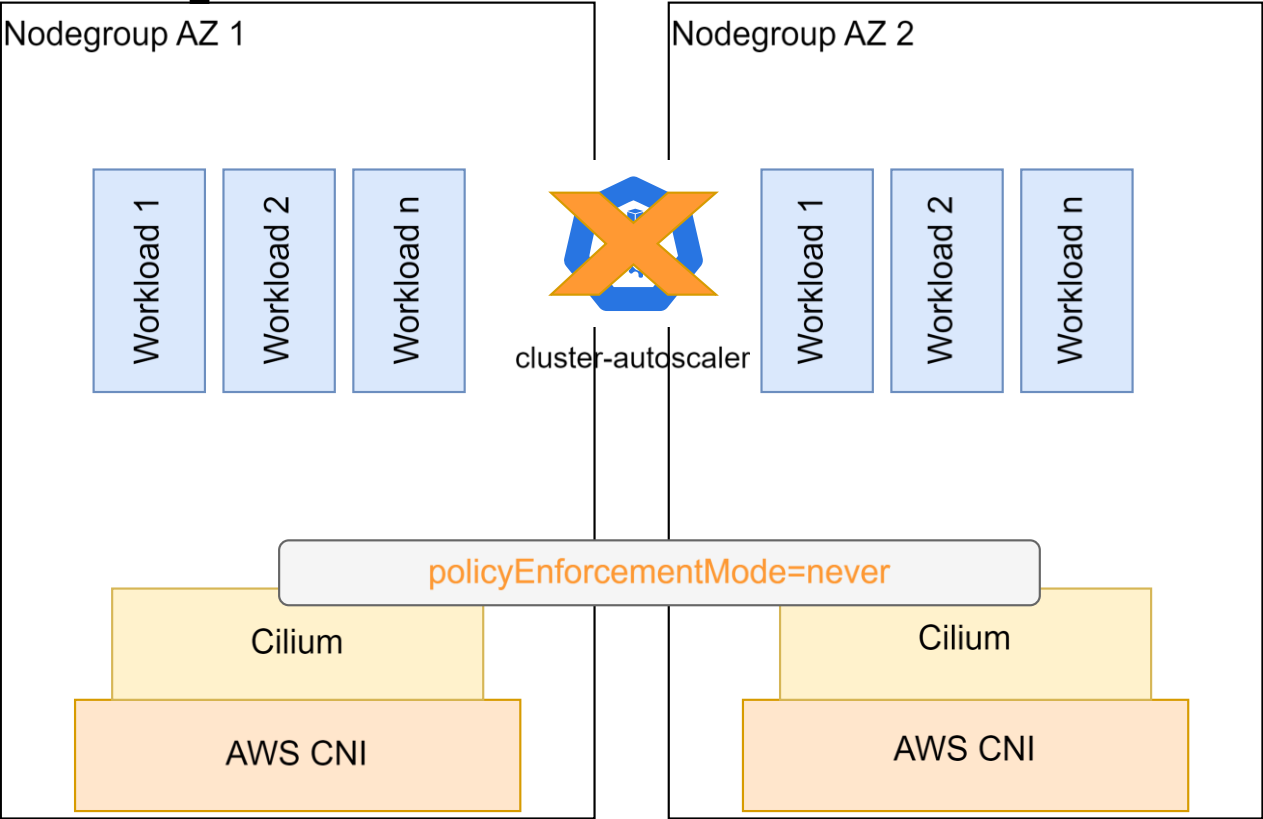 Nodegroup AZ 1
Nodegroup AZ 2
Workload 1
Workload 2
Workload n
cluster-autoscaler
Workload 1
Workload 2
Workload n
policyEnforcementMode=never
Cilium
Cilium
AWS CNI
AWS CNI